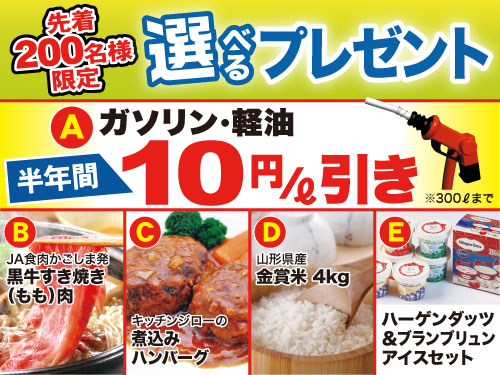 先着
200名様
限定
選べるプレゼント
A ガソリン・軽油
半年間 10円/ℓ引き
※300ℓまで
B
JA食肉かごしま発
黒牛すき焼き
(もも)肉
C
キッチンジローの
煮込み
ハンバーグ
D
山形県産
金賞米 4kg
E
Häagen-Dazs
ハーゲンダッツ
&ブランブリュン
アイスセット